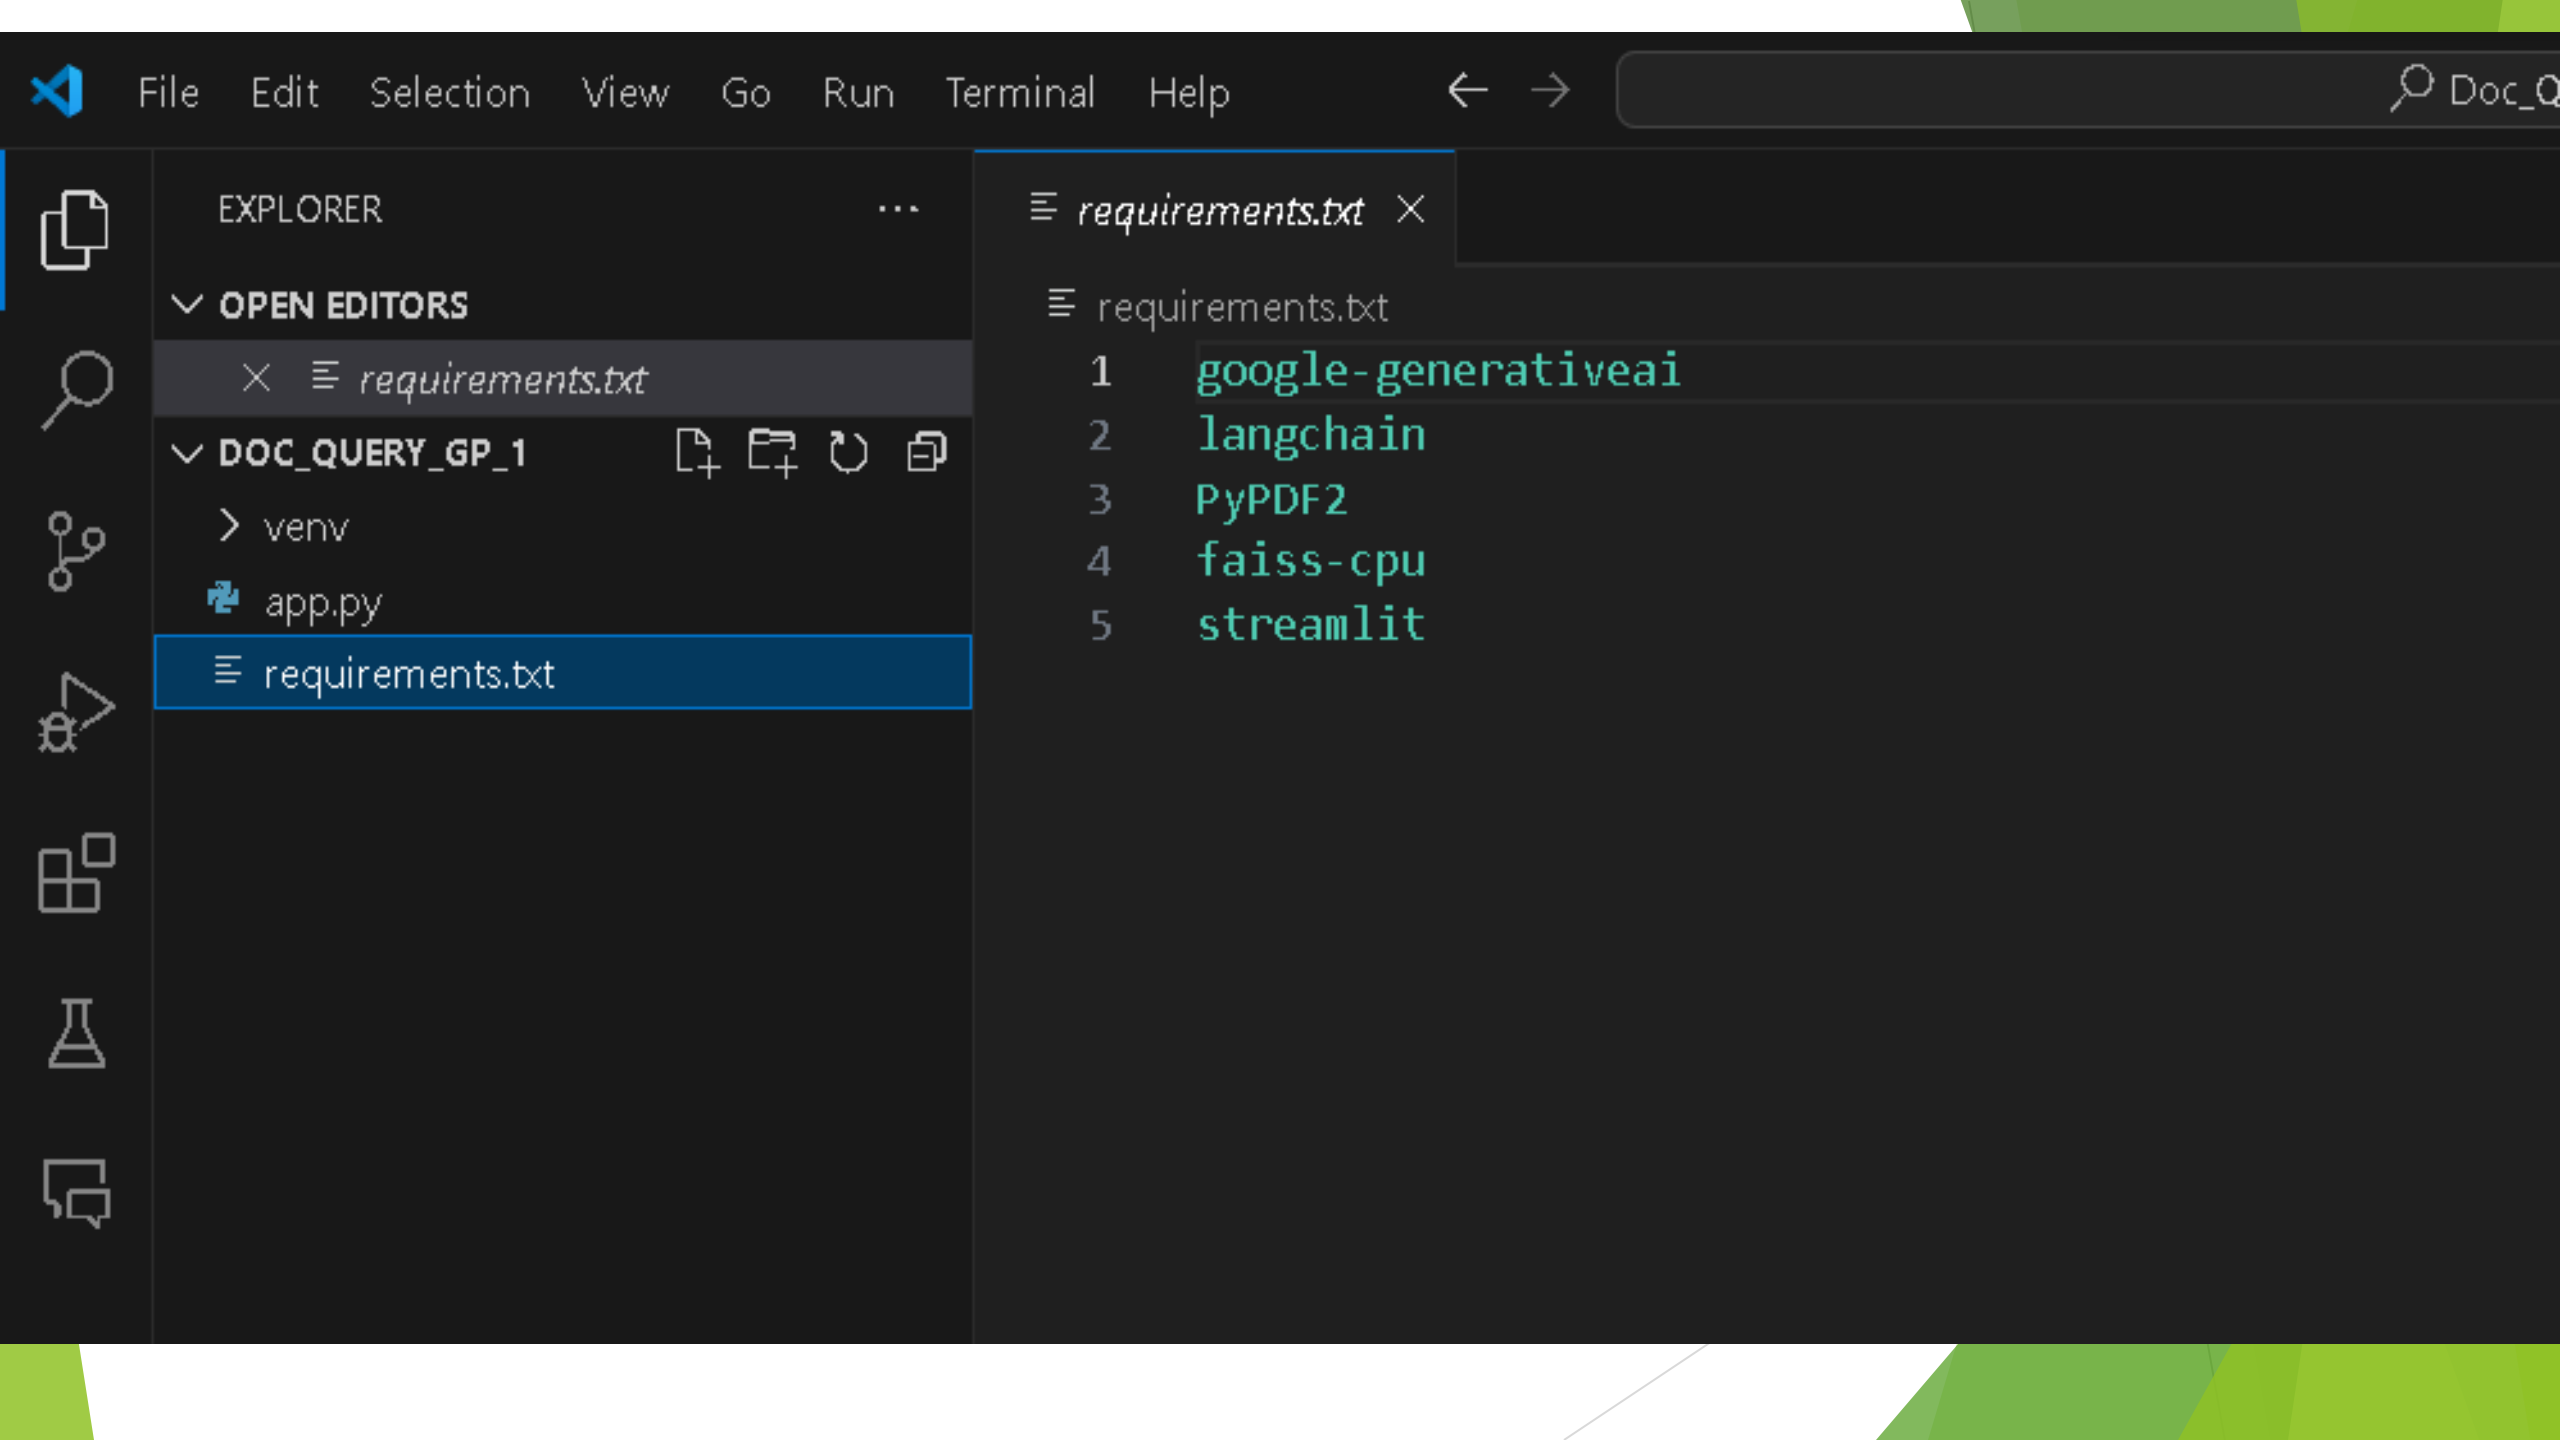 File Edit Selection View Go Run Terminal Help
Doc_Q
EXPLORER
OPEN EDITORS
requirements.txt
DOC_QUERY_GP_1
venv
app.py
requirements.txt
requirements.txt
requirements.txt
1 google-generativeai
2 langchain
3 PyPDF2
4 faiss-cpu
5 streamlit